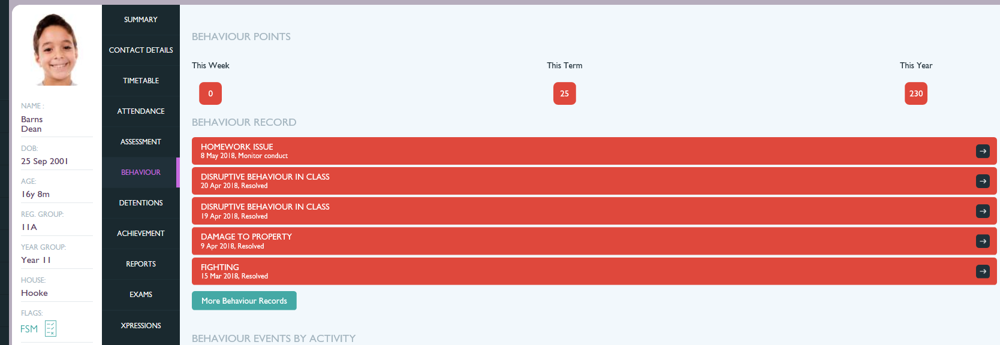 NAME :
Barns
Dean
DOB:
25 Sep 2001
AGE:
16y 8m
REG. GROUP:
11A
YEAR GROUP:
Year 11
HOUSE:
Hooke
FLAGS:
FSM
SUMMARY
CONTACT DETAILS
TIMETABLE
ATTENDANCE
ASSESSMENT
BEHAVIOUR
DETENTIONS
ACHIEVEMENT
REPORTS
EXAMS
XPRESSIONS
BEHAVIOUR POINTS
This Week
This Term
This Year
0
25
230
BEHAVIOUR RECORD
HOMEWORK ISSUE
8 May 2018, Monitor conduct
DISRUPTIVE BEHAVIOUR IN CLASS
20 Apr 2018, Resolved
DISRUPTIVE BEHAVIOUR IN CLASS
19 Apr 2018, Resolved
DAMAGE TO PROPERTY
9 Apr 2018, Resolved
FIGHTING
15 Mar 2018, Resolved
More Behaviour Records
BEHAVIOUR EVENTS BY ACTIVITY